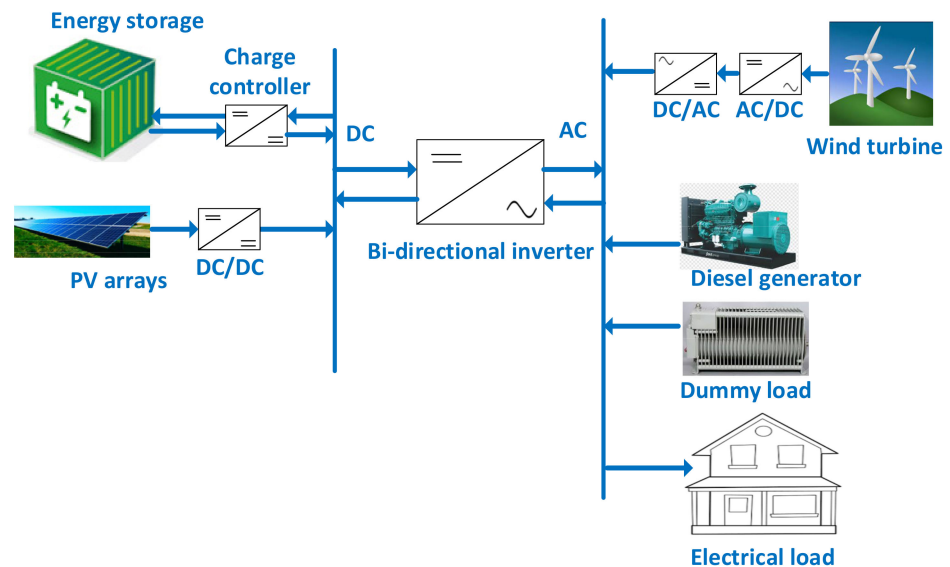 Energy storage
Charge
controller
DC
AC
DC/AC
AC/DC
Wind turbine
PV arrays
DC/DC
Bi-directional inverter
Diesel generator
Dummy load
Electrical load